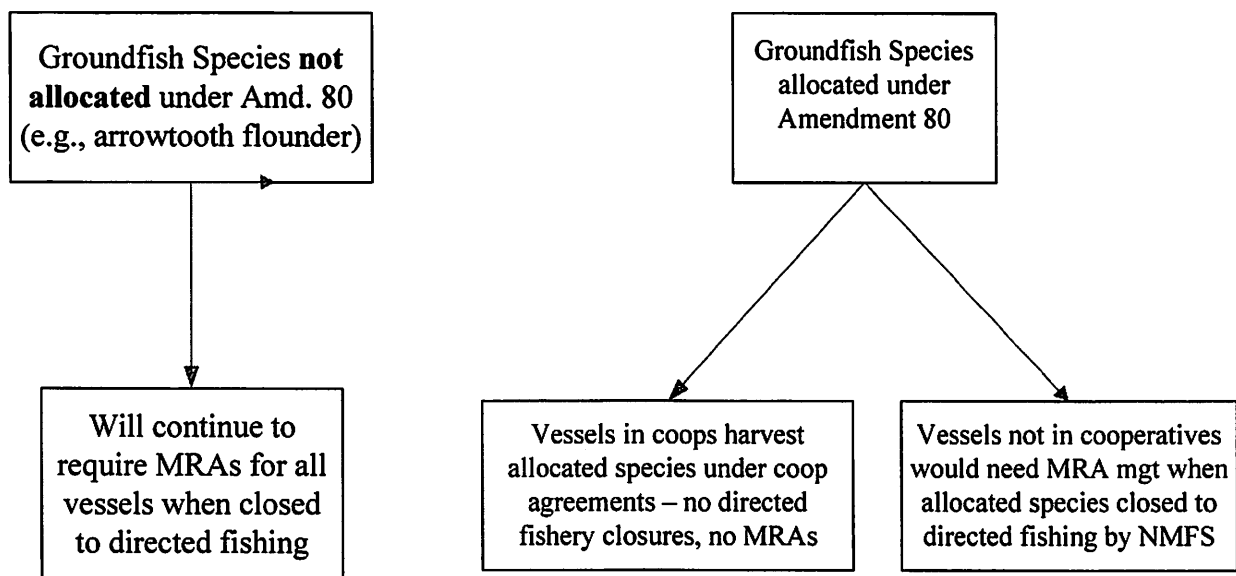 Groundfish Species not
allocated under Amd. 80
(e.g., arrowtooth flounder)
Groundfish Species
allocated under
Amendment 80
Will continue to
require MRAs for all
vessels when closed
to directed fishing
Vessels in coops harvest
allocated species under coop
agreements – no directed
fishery closures, no MRAs
Vessels not in cooperatives
would need MRA mgt when
allocated species closed to
directed fishing by NMFS